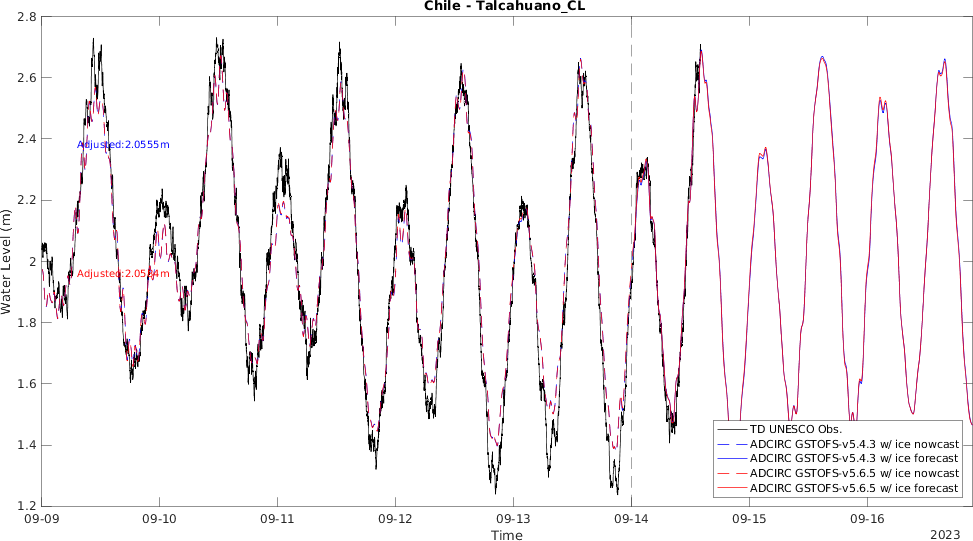 Chile - Talcahuano_CL
2.8
2.6
2.4
2.2
2
1.8
1.6
1.4
1.2
Water Level (m)
Adjusted:2.0555m
Adjusted:2.0534m
TD UNESCO Obs.
ADCIRC GSTOFS-v5.4.3 w/ ice nowcast
ADCIRC GSTOFS-v5.4.3 w/ ice forecast
ADCIRC GSTOFS-v5.6.5 w/ ice nowcast
ADCIRC GSTOFS-v5.6.5 w/ ice forecast
09-09 09-10 09-11 09-12 09-13 09-14 09-15 09-16
Time
2023